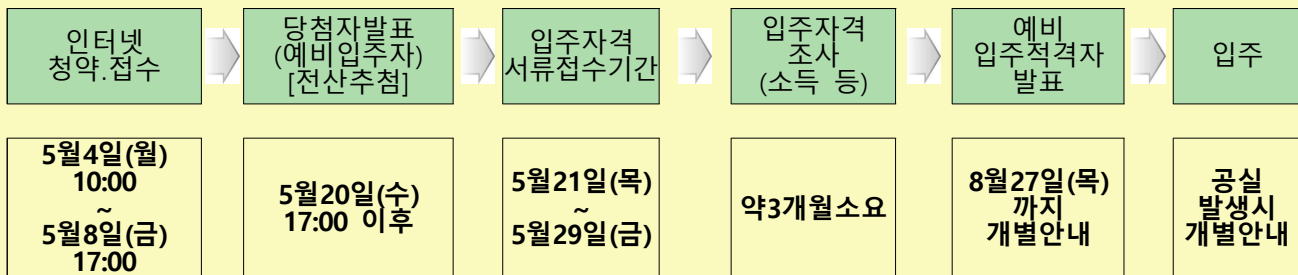 인터넷
청약.접수
당첨자발표
(예비입주자)
[전산추첨]
입주자격
서류접수기간
입주자격
조사
(소득 등)
예비
입주적격자
발표
입주
5월4일(월)
10:00
~
5월8일(금)
17:00
5월20일(수)
17:00 이후
5월21일(목)
~
5월29일(금)
약3개월소요
8월27일(목)
까지
개별안내
공실
발생시
개별안내